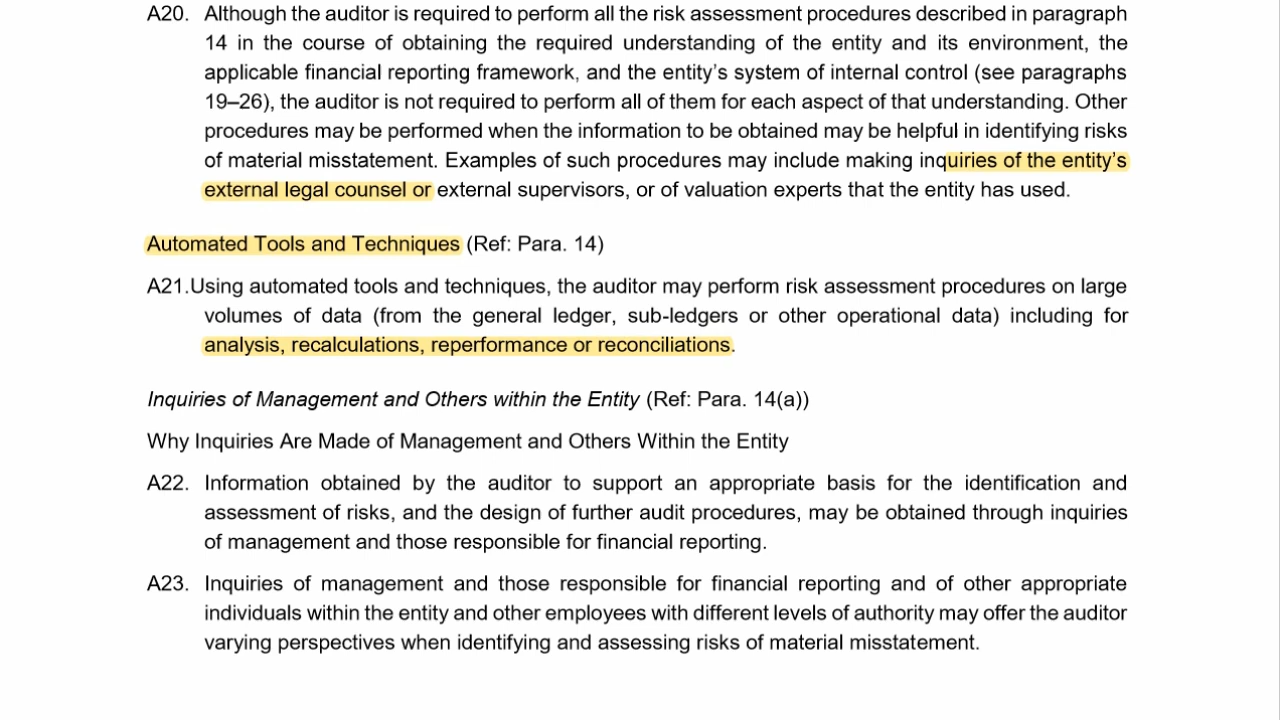 A20. Although the auditor is required to perform all the risk assessment procedures described in paragraph
14 in the course of obtaining the required understanding of the entity and its environment, the
applicable financial reporting framework, and the entity's system of internal control (see paragraphs
19–26), the auditor is not required to perform all of them for each aspect of that understanding. Other
procedures may be performed when the information to be obtained may be helpful in identifying risks
of material misstatement. Examples of such procedures may include making inquiries of the entity's
external legal counsel or external supervisors, or of valuation experts that the entity has used.
Automated Tools and Techniques (Ref: Para. 14)
A21.Using automated tools and techniques, the auditor may perform risk assessment procedures on large
volumes of data (from the general ledger, sub-ledgers or other operational data) including for
analysis, recalculations, reperformance or reconciliations.
Inquiries of Management and Others within the Entity (Ref: Para. 14(a))
Why Inquiries Are Made of Management and Others Within the Entity
A22. Information obtained by the auditor to support an appropriate basis for the identification and
assessment of risks, and the design of further audit procedures, may be obtained through inquiries
of management and those responsible for financial reporting.
A23. Inquiries of management and those responsible for financial reporting and of other appropriate
individuals within the entity and other employees with different levels of authority may offer the auditor
varying perspectives when identifying and assessing risks of material misstatement.